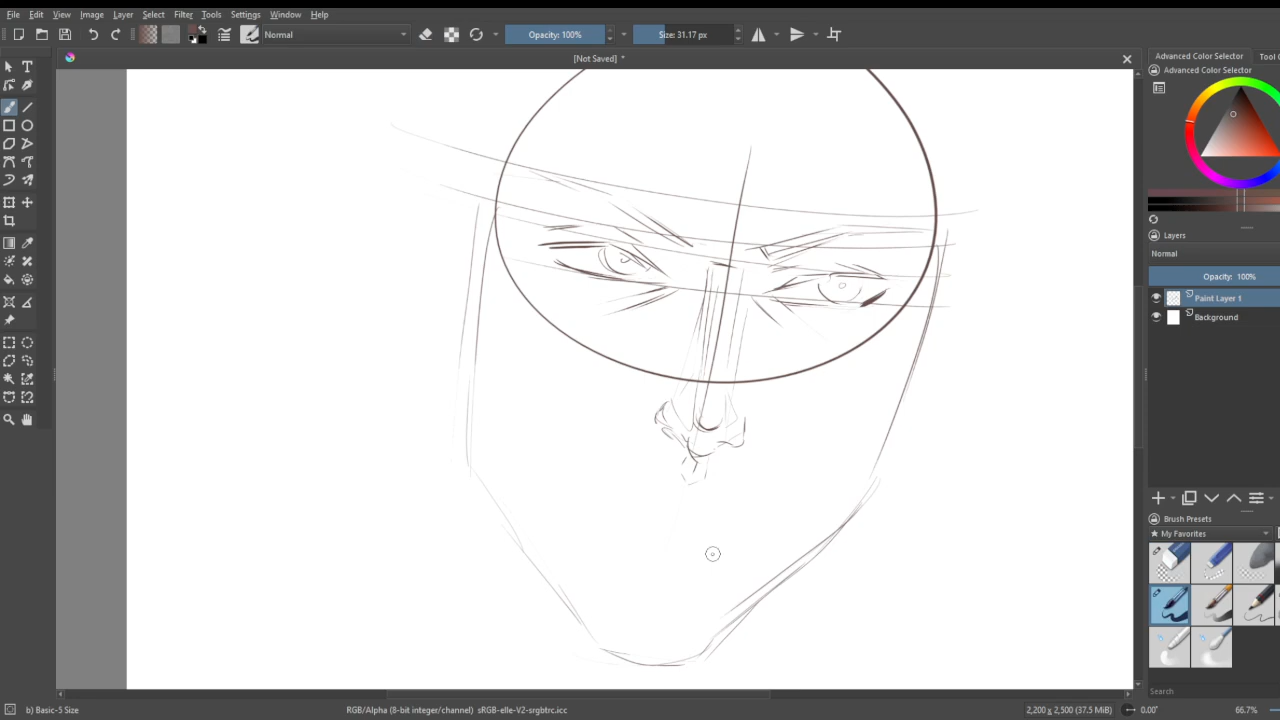 File Edit View Image Layer Select Filter Tools Settings Window Help
Normal Opacity: 100% Size: 31.17 px
[Not Saved] *
Advanced Color Selector Tool
Advanced Color Selector
Layers
Normal
Opacity: 100%
Paint Layer 1
Background
Brush Presets
My Favorites
Search
b) Basic-5 Size RGB/Alpha (8-bit integer/channel) sRGB-elle-V2-srgbtrc.icc 2,200 x 2,500 (37.5 MiB) 0.00° 66.7%